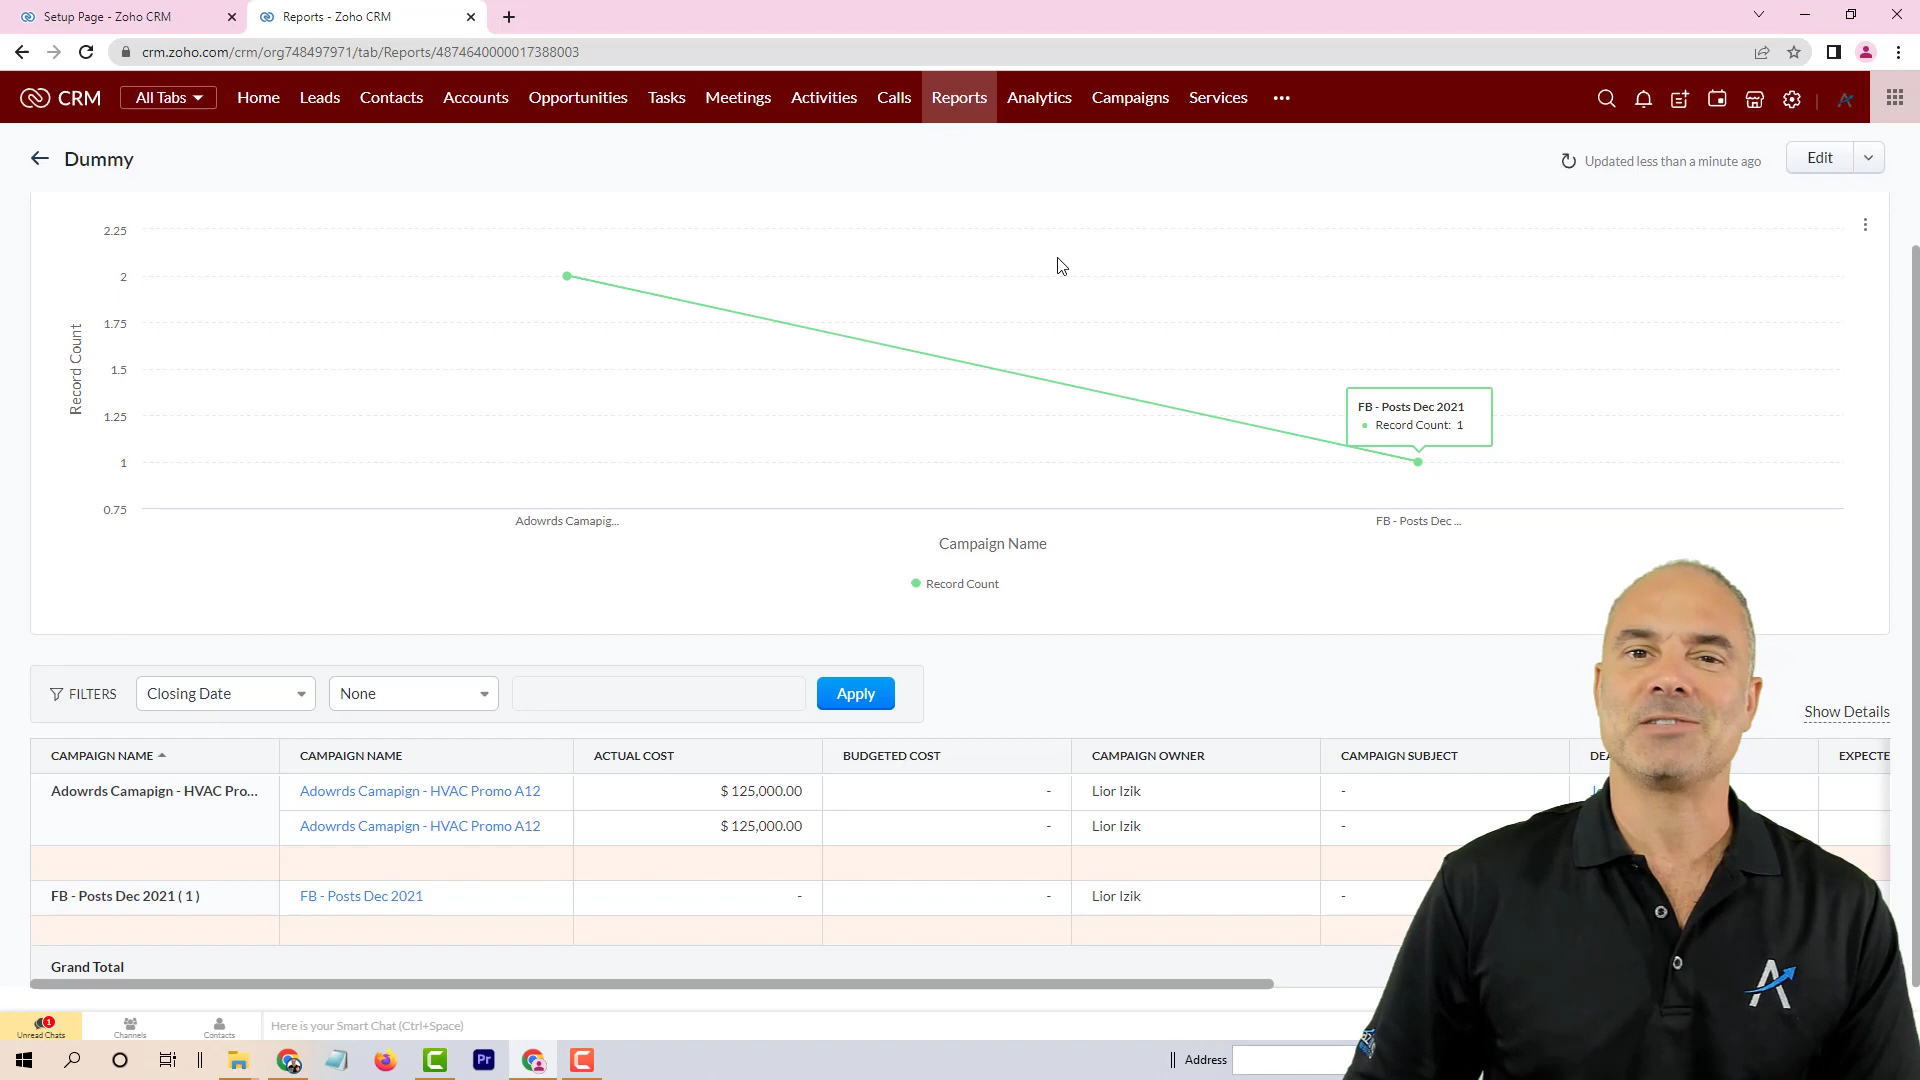 Setup Page - Zoho CRM
Reports - Zoho CRM
crm.zoho.com/crm/org748497971/tab/Reports/4874640000017388003
CRM
All Tabs
Home
Leads
Contacts
Accounts
Opportunities
Tasks
Meetings
Activities
Calls
Reports
Analytics
Campaigns
Services
Dummy
Updated less than a minute ago
Edit
2.25
2
1.75
1.5
1.25
1
0.75
Record Count
FB - Posts Dec 2021
Record Count: 1
Adowrds Camapig...
FB - Posts Dec ...
Campaign Name
Record Count
FILTERS
Closing Date
None
Apply
Show Details
CAMPAIGN NAME
CAMPAIGN NAME
ACTUAL COST
BUDGETED COST
CAMPAIGN OWNER
CAMPAIGN SUBJECT
EXPECTE
Adowrds Camapign - HVAC Pro...
Adowrds Camapign - HVAC Promo A12
$ 125,000.00
-
Lior Izik
-
Adowrds Camapign - HVAC Promo A12
$ 125,000.00
-
Lior Izik
-
FB - Posts Dec 2021 ( 1 )
FB - Posts Dec 2021
-
-
Lior Izik
-
Grand Total
1
Unread Chats
Channels
Contacts
Here is your Smart Chat (Ctrl+Space)
Pr
Address